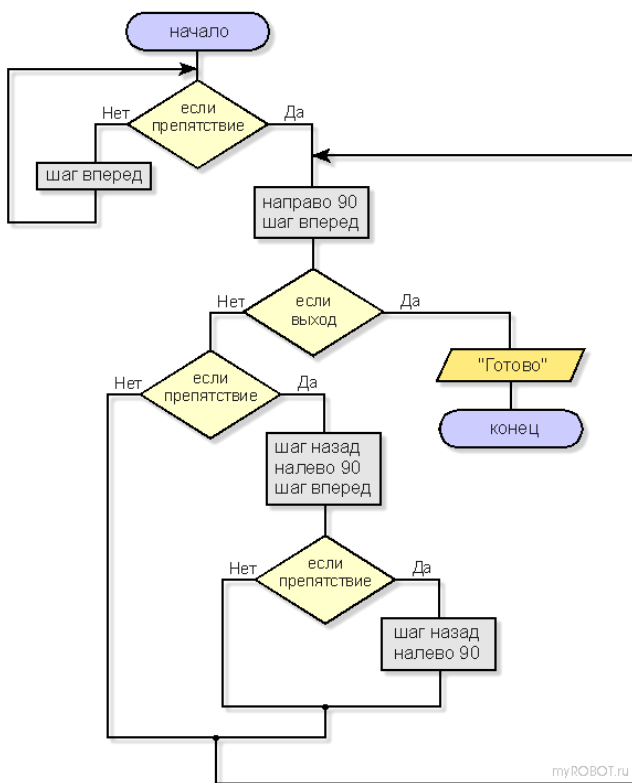 начало
если
препятствие
Нет
Да
шаг вперед
направо 90
шаг вперед
если
выход
Нет
Да
"Готово"
конец
если
препятствие
Нет
Да
шаг назад
налево 90
шаг вперед
если
препятствие
Нет
Да
шаг назад
налево 90
myROBOT.ru